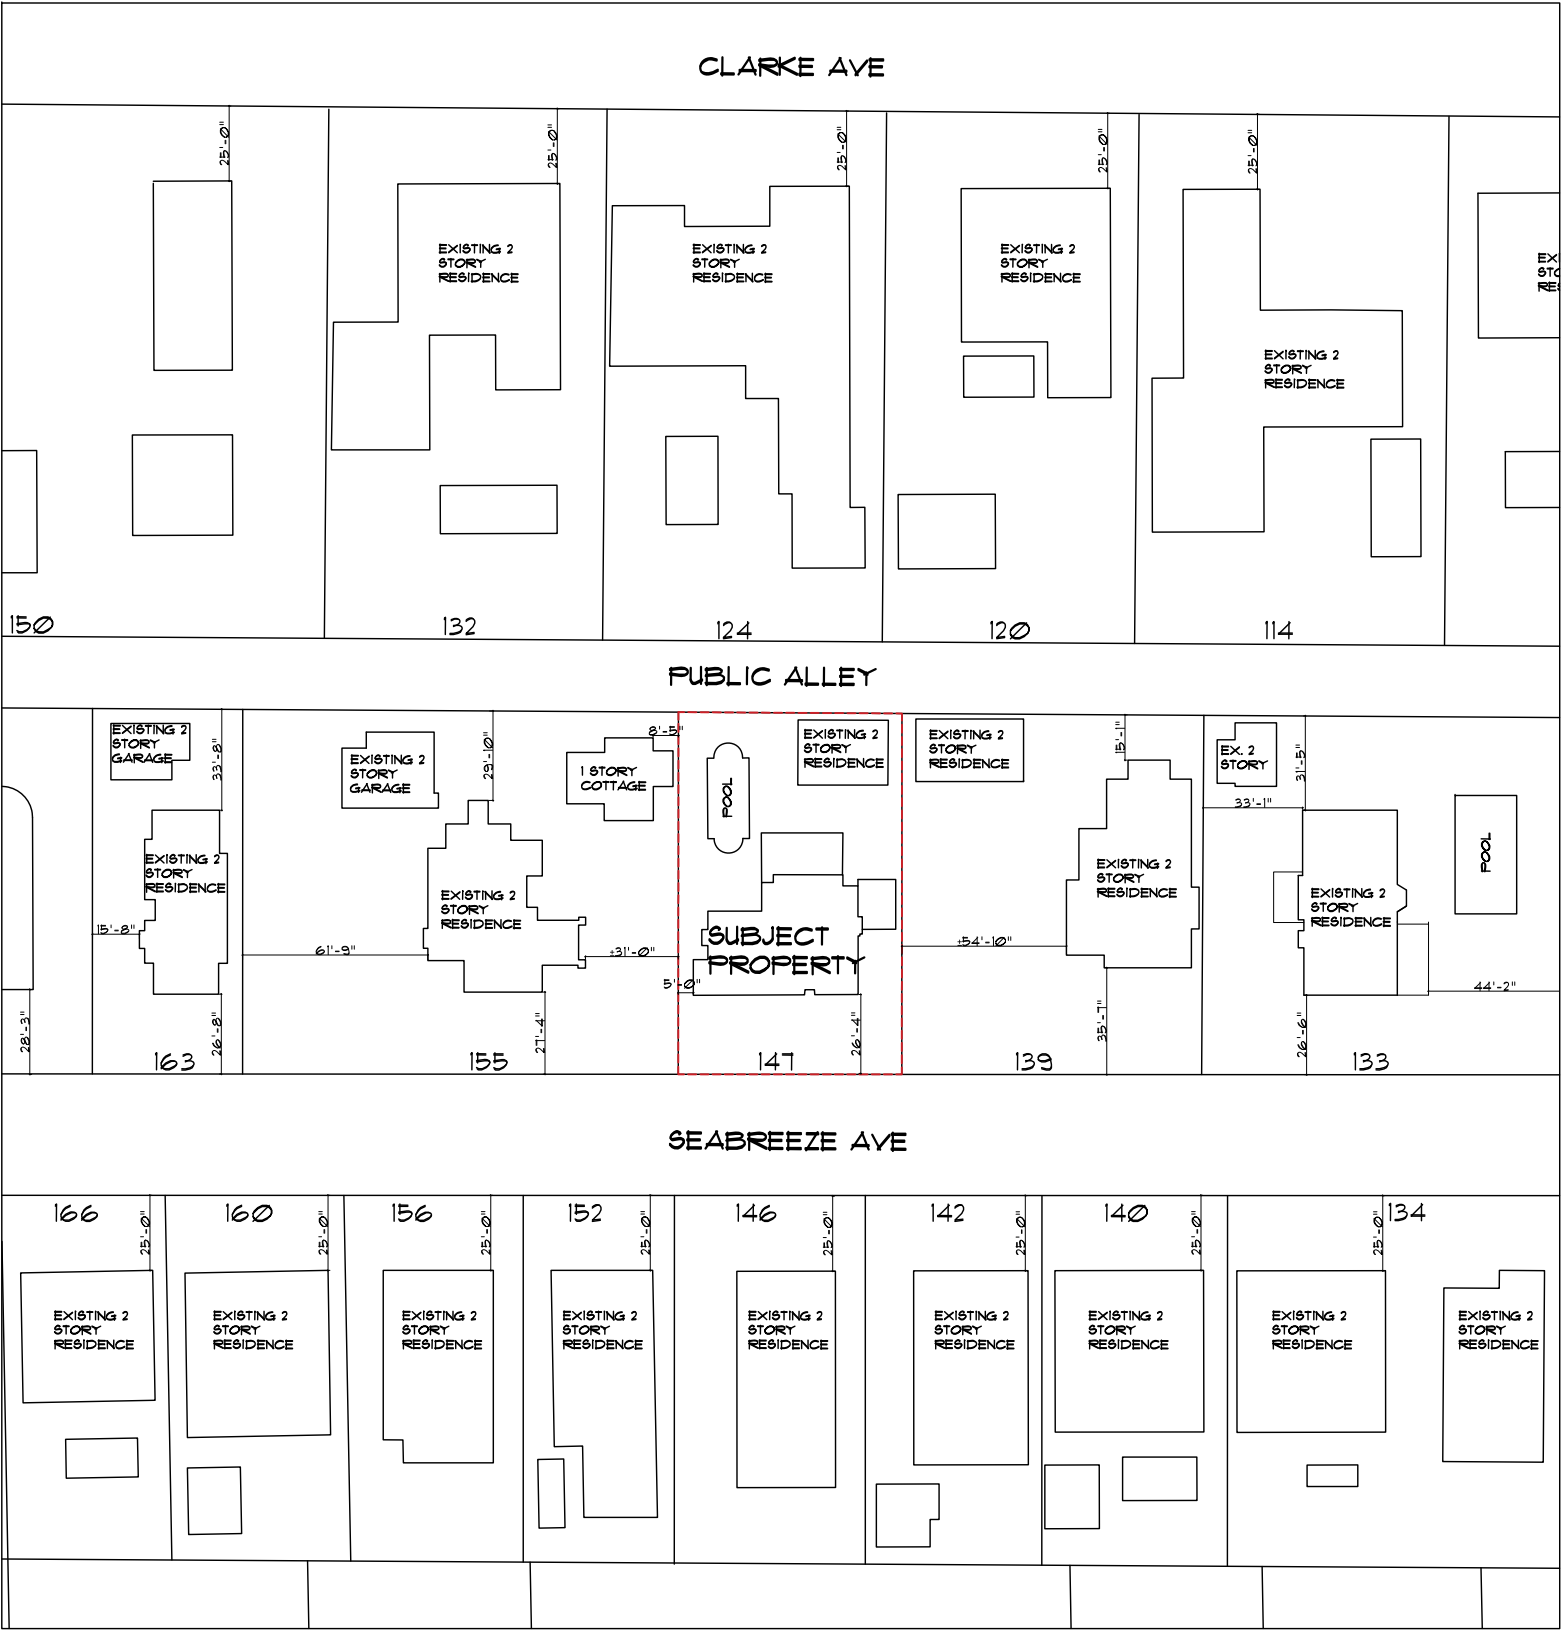 CLARKE AVE
25'-0"
25'-0"
25'-0"
25'-0"
25'-0"
EXISTING 2
STORY
RESIDENCE
EXISTING 2
STORY
RESIDENCE
EXISTING 2
STORY
RESIDENCE
EXISTING 2
STORY
RESIDENCE
EX
STO
RES
150
132
124
120
114
PUBLIC ALLEY
EXISTING 2
STORY
GARAGE
33'-8"
EXISTING 2
STORY
GARAGE
29'-10"
1 STORY
COTTAGE
8'-5"
POOL
EXISTING 2
STORY
RESIDENCE
EXISTING 2
STORY
RESIDENCE
15'-1"
EX. 2
STORY
31'-5"
33'-1"
POOL
EXISTING 2
STORY
RESIDENCE
EXISTING 2
STORY
RESIDENCE
SUBJECT
PROPERTY
EXISTING 2
STORY
RESIDENCE
EXISTING 2
STORY
RESIDENCE
15'-8"
61'-9"
±31'-0"
5'-0"
±54'-10"
44'-2"
28'-3"
26'-8"
27'-4"
26'-4"
35'-7"
26'-6"
163
155
147
139
133
SEABREEZE AVE
166
25'-0"
160
25'-0"
156
25'-0"
152
25'-0"
146
25'-0"
142
25'-0"
140
25'-0"
25'-0"
134
EXISTING 2
STORY
RESIDENCE
EXISTING 2
STORY
RESIDENCE
EXISTING 2
STORY
RESIDENCE
EXISTING 2
STORY
RESIDENCE
EXISTING 2
STORY
RESIDENCE
EXISTING 2
STORY
RESIDENCE
EXISTING 2
STORY
RESIDENCE
EXISTING 2
STORY
RESIDENCE
EXISTING 2
STORY
RESIDENCE